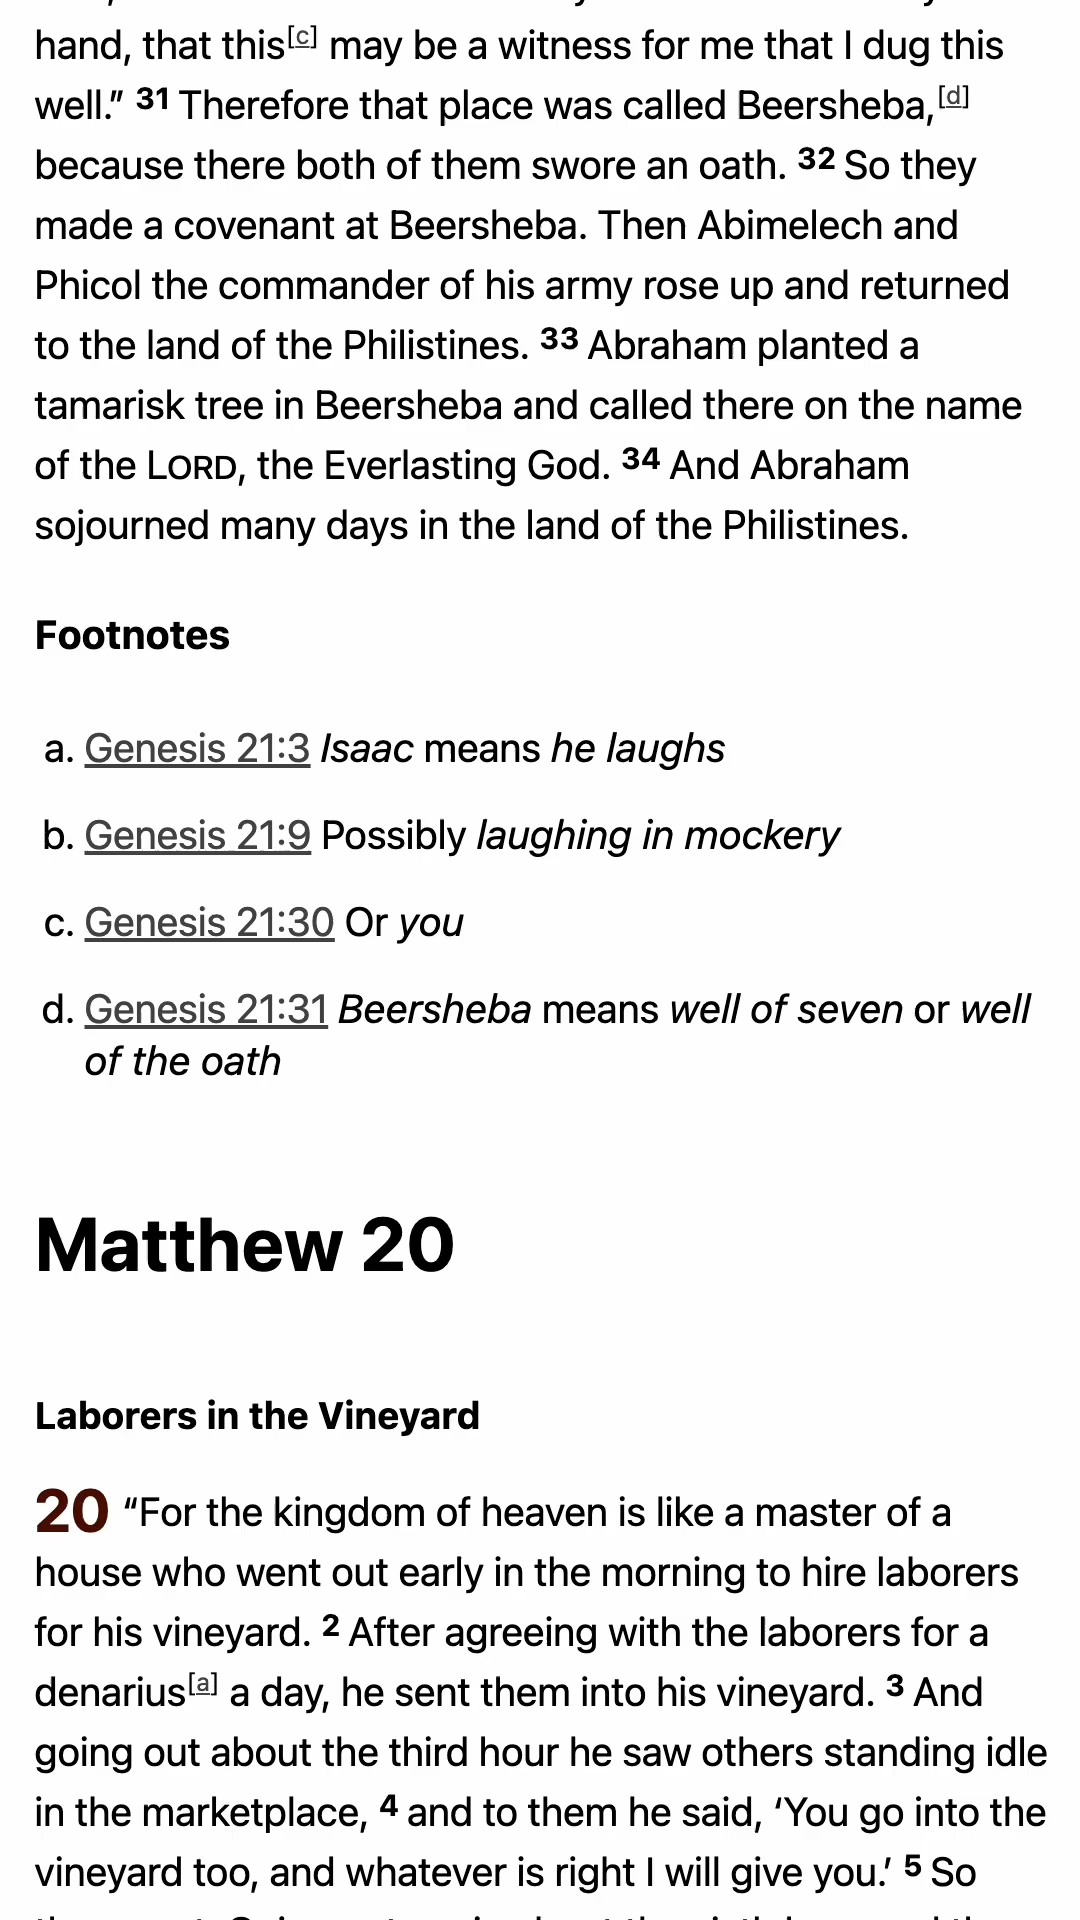 hand, that this[c] may be a witness for me that I dug this
well.” 31 Therefore that place was called Beersheba,[d]
because there both of them swore an oath. 32 So they
made a covenant at Beersheba. Then Abimelech and
Phicol the commander of his army rose up and returned
to the land of the Philistines. 33 Abraham planted a
tamarisk tree in Beersheba and called there on the name
of the LORD, the Everlasting God. 34 And Abraham
sojourned many days in the land of the Philistines.
Footnotes
a. Genesis 21:3 Isaac means he laughs
b. Genesis 21:9 Possibly laughing in mockery
c. Genesis 21:30 Or you
d. Genesis 21:31 Beersheba means well of seven or well
of the oath
Matthew 20
Laborers in the Vineyard
20 “For the kingdom of heaven is like a master of a
house who went out early in the morning to hire laborers
for his vineyard. 2 After agreeing with the laborers for a
denarius[a] a day, he sent them into his vineyard. 3 And
going out about the third hour he saw others standing idle
in the marketplace, 4 and to them he said, ‘You go into the
vineyard too, and whatever is right I will give you.’ 5 So